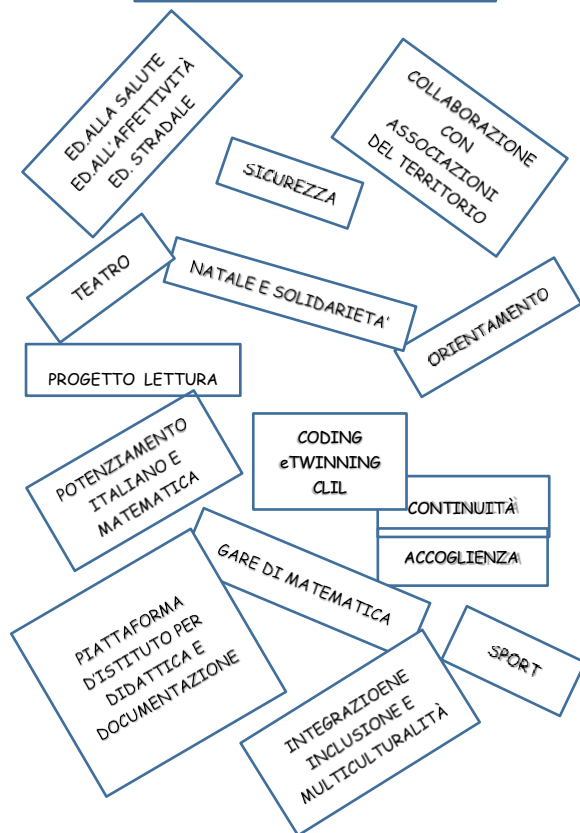 ED.ALLA SALUTE
ED.ALL'AFFETTIVITÀ
ED. STRADALE
COLLABORAZIONE
CON
ASSOCIAZIONI
DEL TERRITORIO
SICUREZZA
TEATRO
NATALE E SOLIDARIETA'
ORIENTAMENTO
PROGETTO LETTURA
POTENZIAMENTO
ITALIANO E
MATEMATICA
CODING
eTWINNING
CLIL
CONTINUITÀ
ACCOGLIENZA
GARE DI MATEMATICA
PIATTAFORMA
D'ISTITUTO PER
DIDATTICA E
DOCUMENTAZIONE
SPORT
INTEGRAZIOENE
INCLUSIONE E
MULTICULTURALITÀ